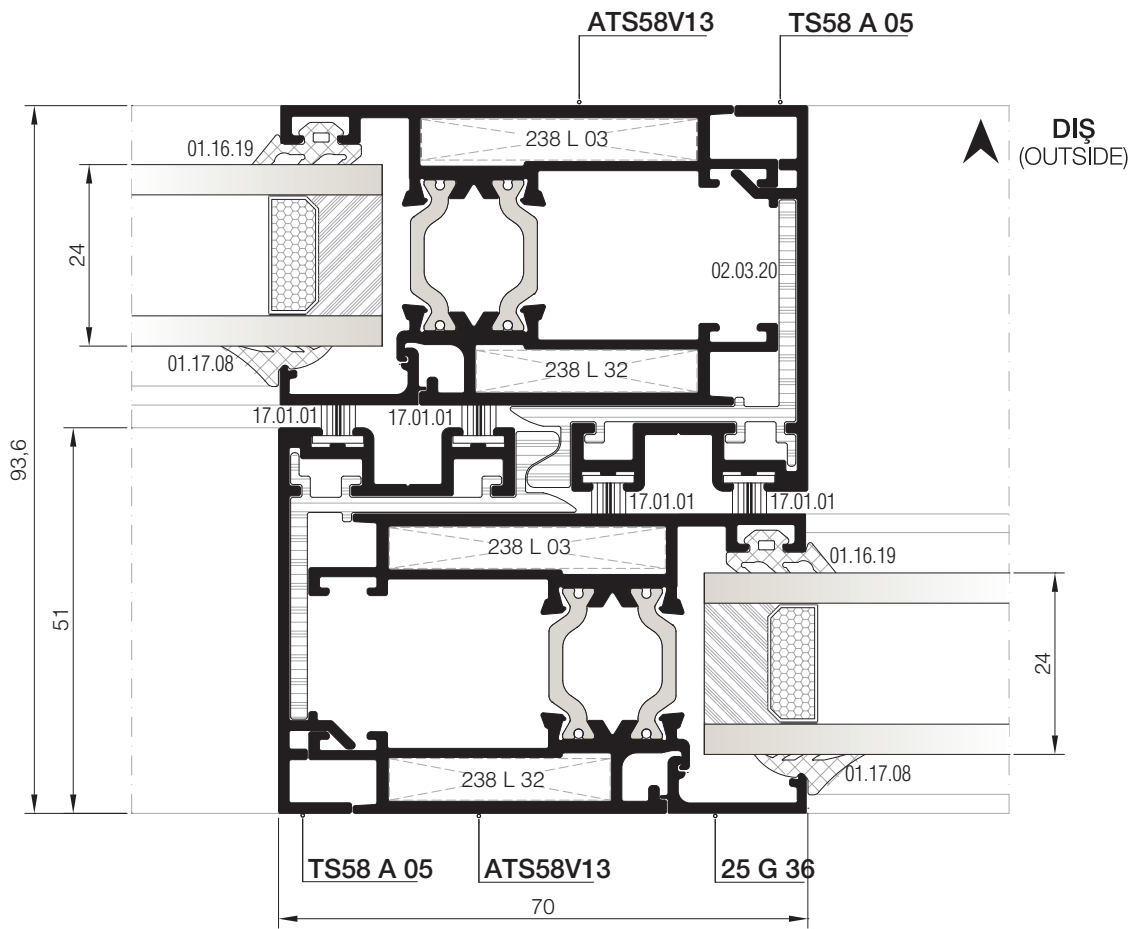 ATS58V13
TS58 A 05
DIŞ
(OUTSIDE)
01.16.19
238 L 03
24
02.03.20
01.17.08
238 L 32
17.01.01
17.01.01
93,6
17.01.01
17.01.01
238 L 03
01.16.19
51
24
238 L 32
01.17.08
TS58 A 05
ATS58V13
25 G 36
70